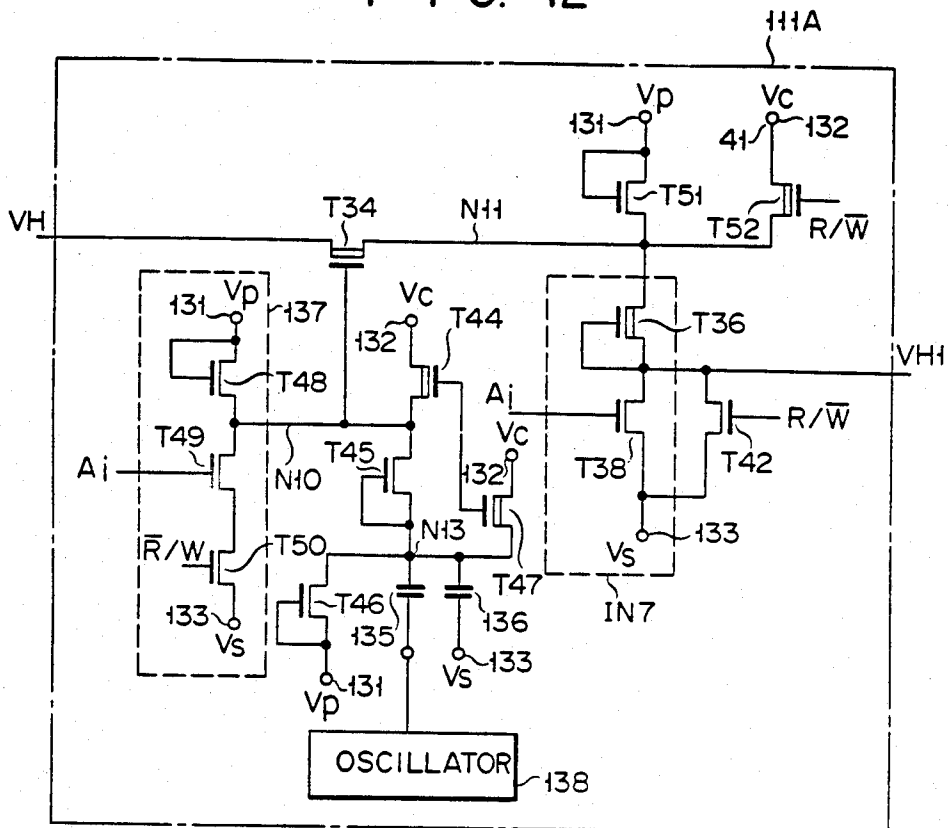 111A
Vp
131
Vc
41
132
T51
T52
R/W̅
VH
T34
N11
Vp
131
137
Vc
132
T44
T36
VH1
T48
Ai
T38
R/W̅
T42
T49
Ai
N10
T45
Vc
132
N13
T47
133
Vs
IN7
R̅/W
T50
133
Vs
T46
135
136
133
Vs
131
Vp
OSCILLATOR
138